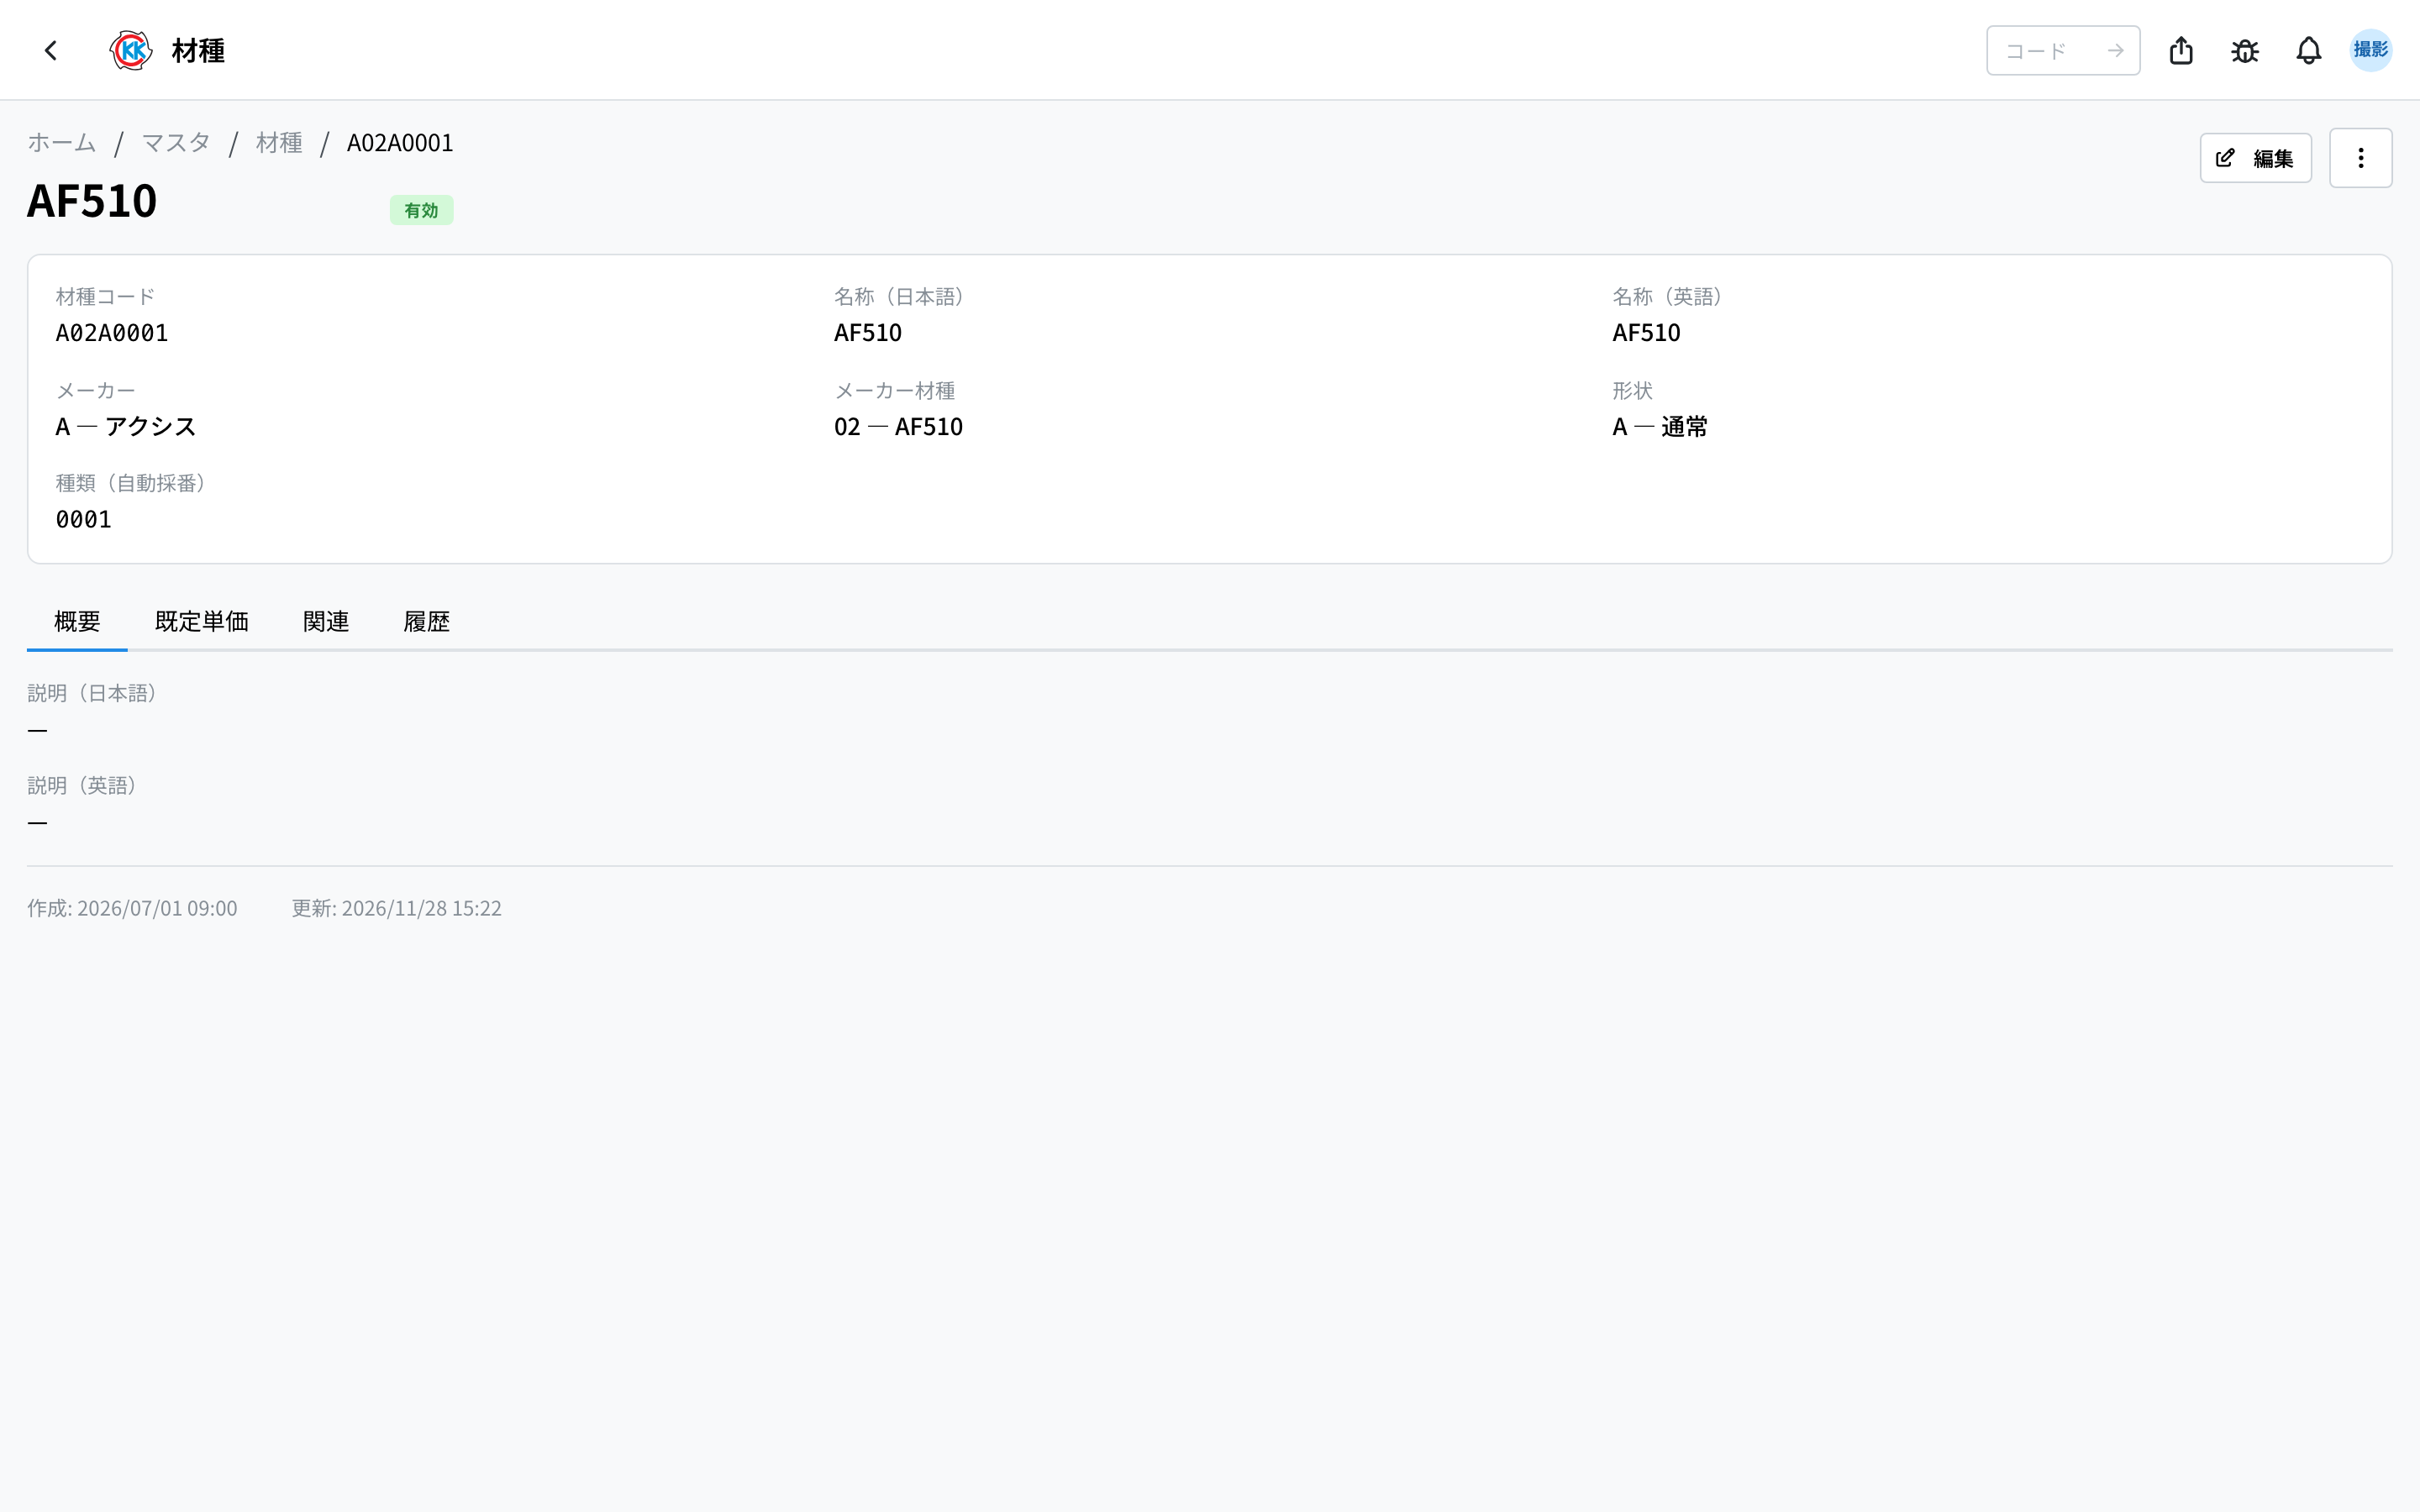 CKK 材種
コード
撮影
ホーム / マスタ / 材種 / A02A0001
編集
AF510 有効
材種コード
A02A0001
名称（日本語）
AF510
名称（英語）
AF510
メーカー
A — アクシス
メーカー材種
02 — AF510
形状
A — 通常
種類（自動採番）
0001
概要 既定単価 関連 履歴
説明（日本語）
—
説明（英語）
—
作成: 2026/07/01 09:00 更新: 2026/11/28 15:22